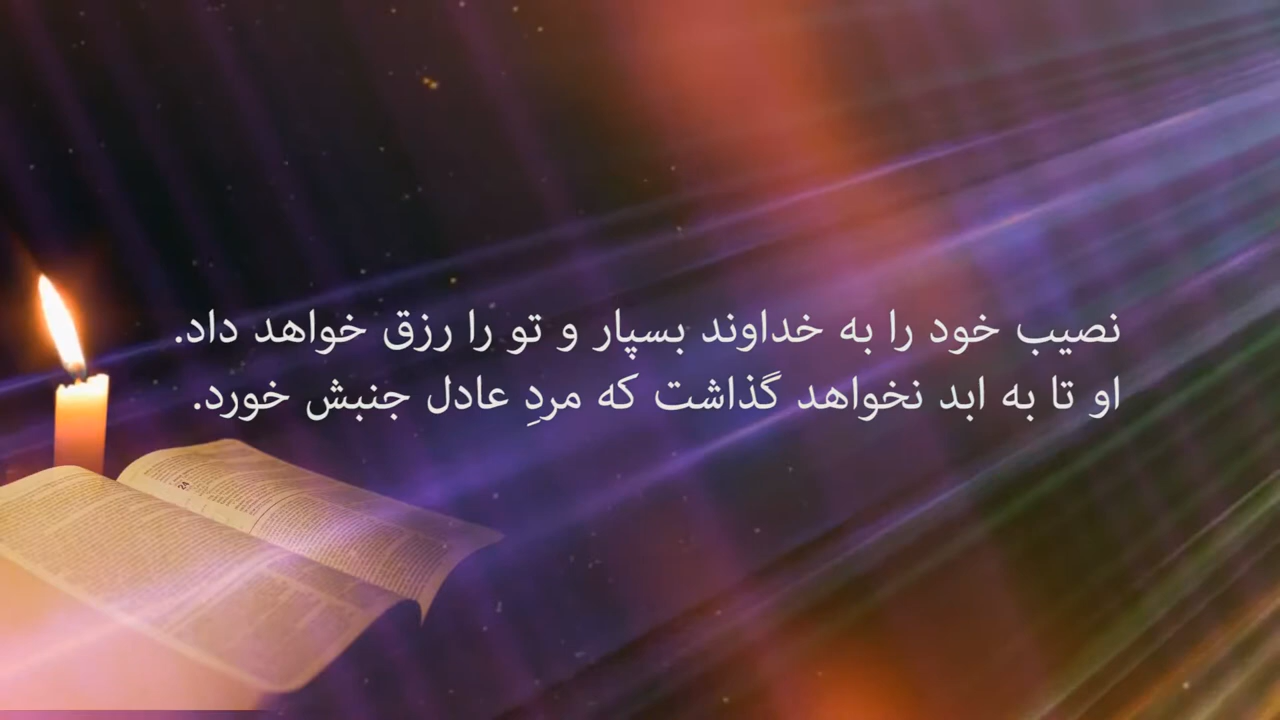 نصیب خود را به خداوند بسپار و تو را رزق خواهد داد.
او تا به ابد نخواهد گذاشت که مردِ عادل جنبش خورد.
24